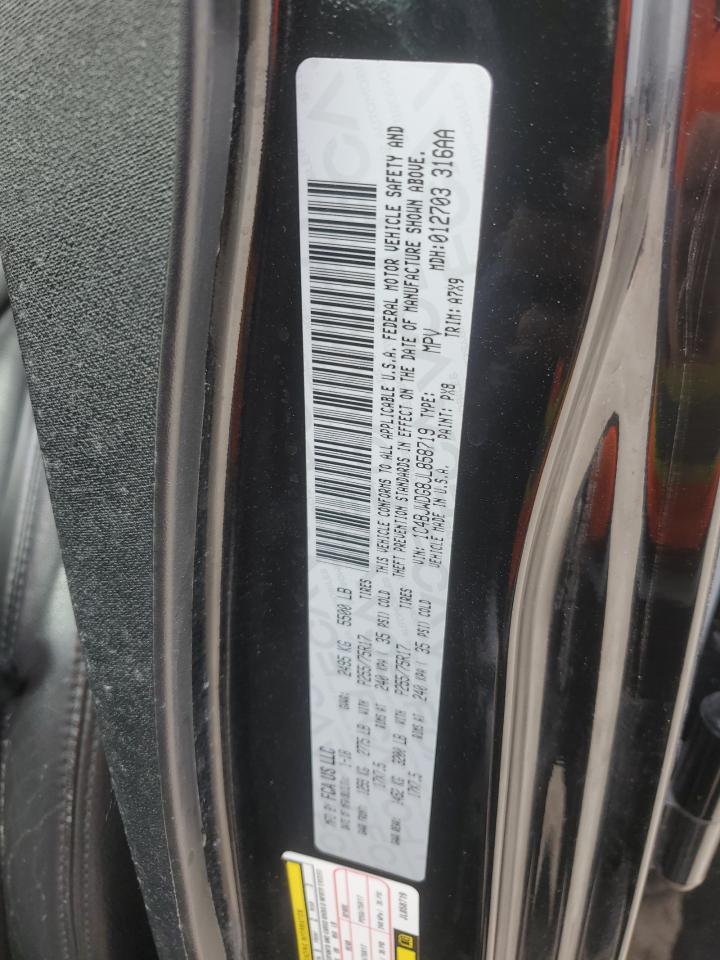 MFD BY FCA US LLC
DATE OF MFR 1-18 GVWR: 2495 KG 5500 LB
GAWR FRONT: 1259 KG 2775 LB WITH P255/75R17 TIRES
17X7.5 RIMS AT 240 KPA ( 35 PSI) COLD
GAWR REAR: 1452 KG 3200 LB WITH P255/75R17 TIRES
17X7.5 RIMS AT 240 KPA ( 35 PSI) COLD
THIS VEHICLE CONFORMS TO ALL APPLICABLE U.S.A. FEDERAL MOTOR VEHICLE SAFETY AND
THEFT PREVENTION STANDARDS IN EFFECT ON THE DATE OF MANUFACTURE SHOWN ABOVE.
VIN: 1C4BJWDG8JL858719 TYPE: MPV MDH:012703 316AA
VEHICLE MADE IN U.S.A. PAINT: PX8 TRIM: A7X9
JL858719